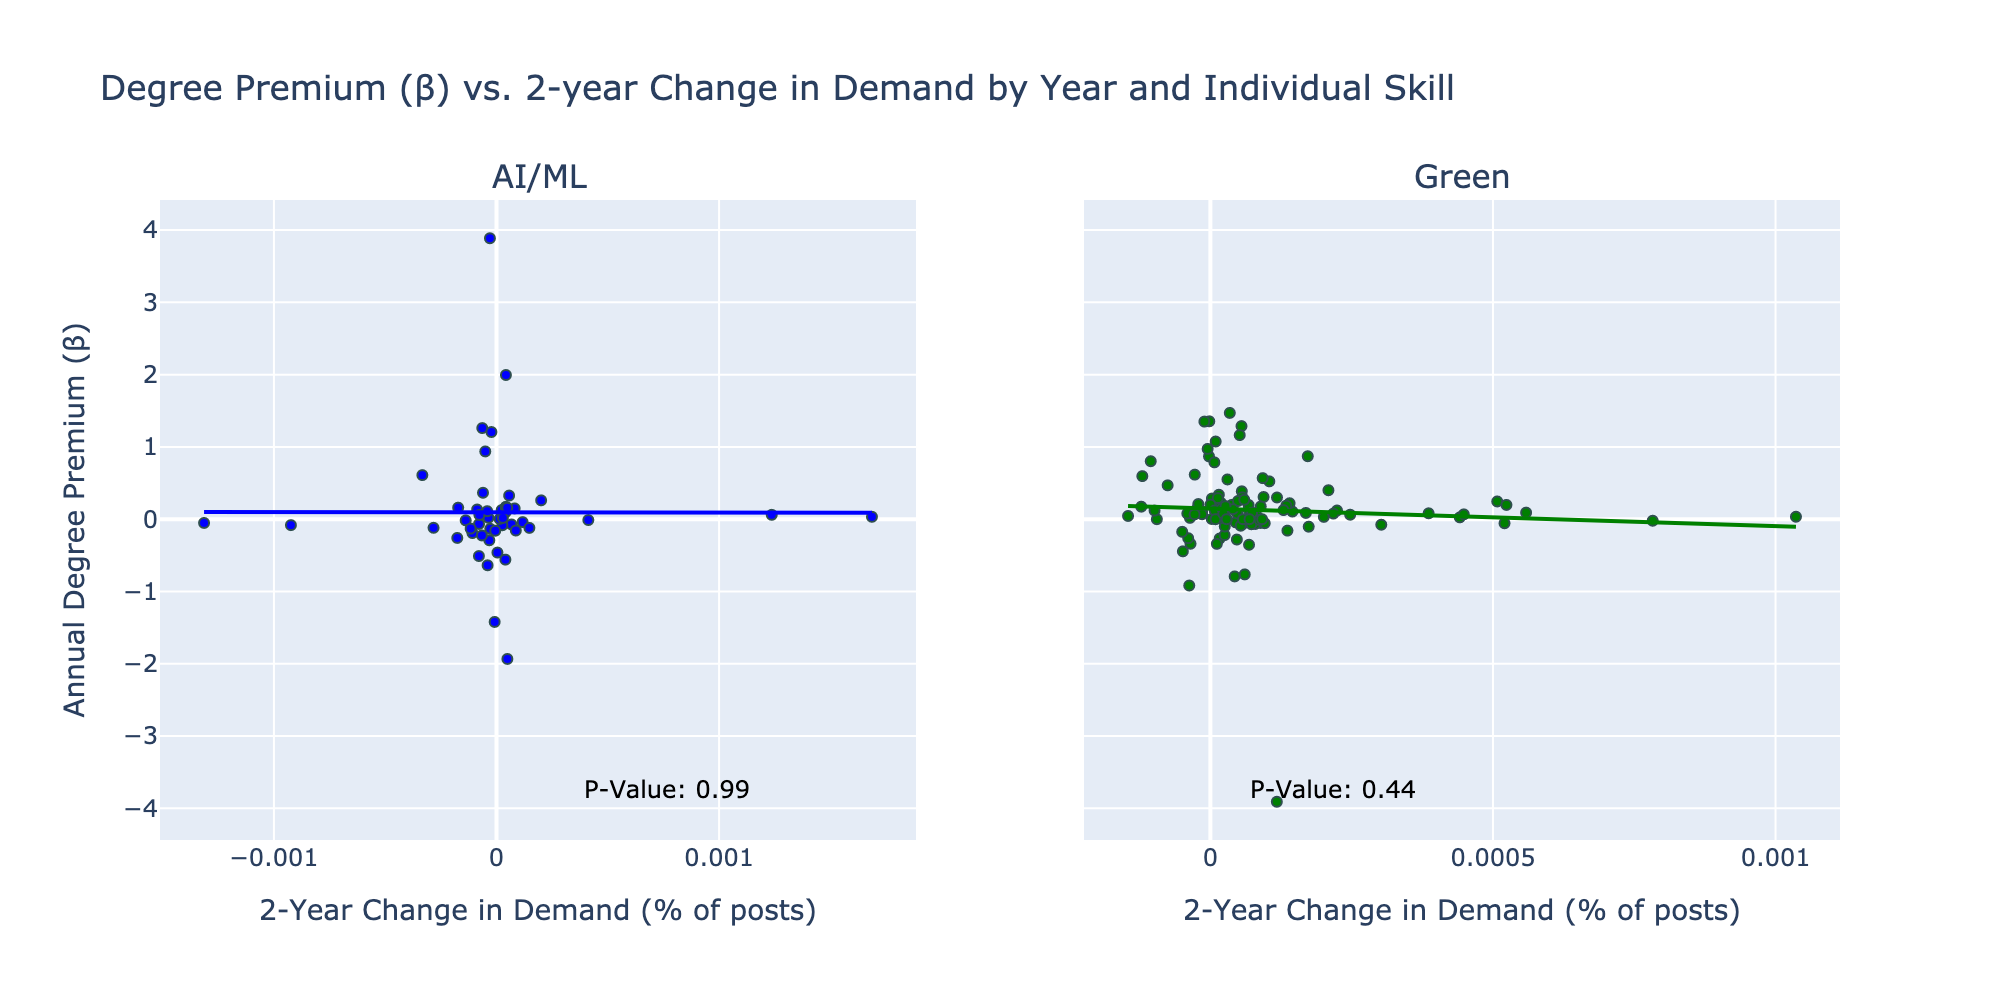 Degree Premium (β) vs. 2-year Change in Demand by Year and Individual Skill
AI/ML
Green
Annual Degree Premium (β)
4
3
2
1
0
−1
−2
−3
−4
P-Value: 0.99
P-Value: 0.44
−0.001
0
0.001
0
0.0005
0.001
2-Year Change in Demand (% of posts)
2-Year Change in Demand (% of posts)